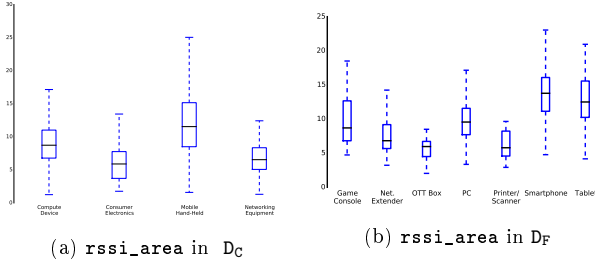 30
25
20
15
10
5
0
Compute Device
Consumer Electronics
Mobile Hand-Held
Networking Equipment
(a) rssi_area in D_C
25
20
15
10
5
0
Game Console
Net. Extender
OTT Box
PC
Printer/ Scanner
Smartphone
Tablet
(b) rssi_area in D_F